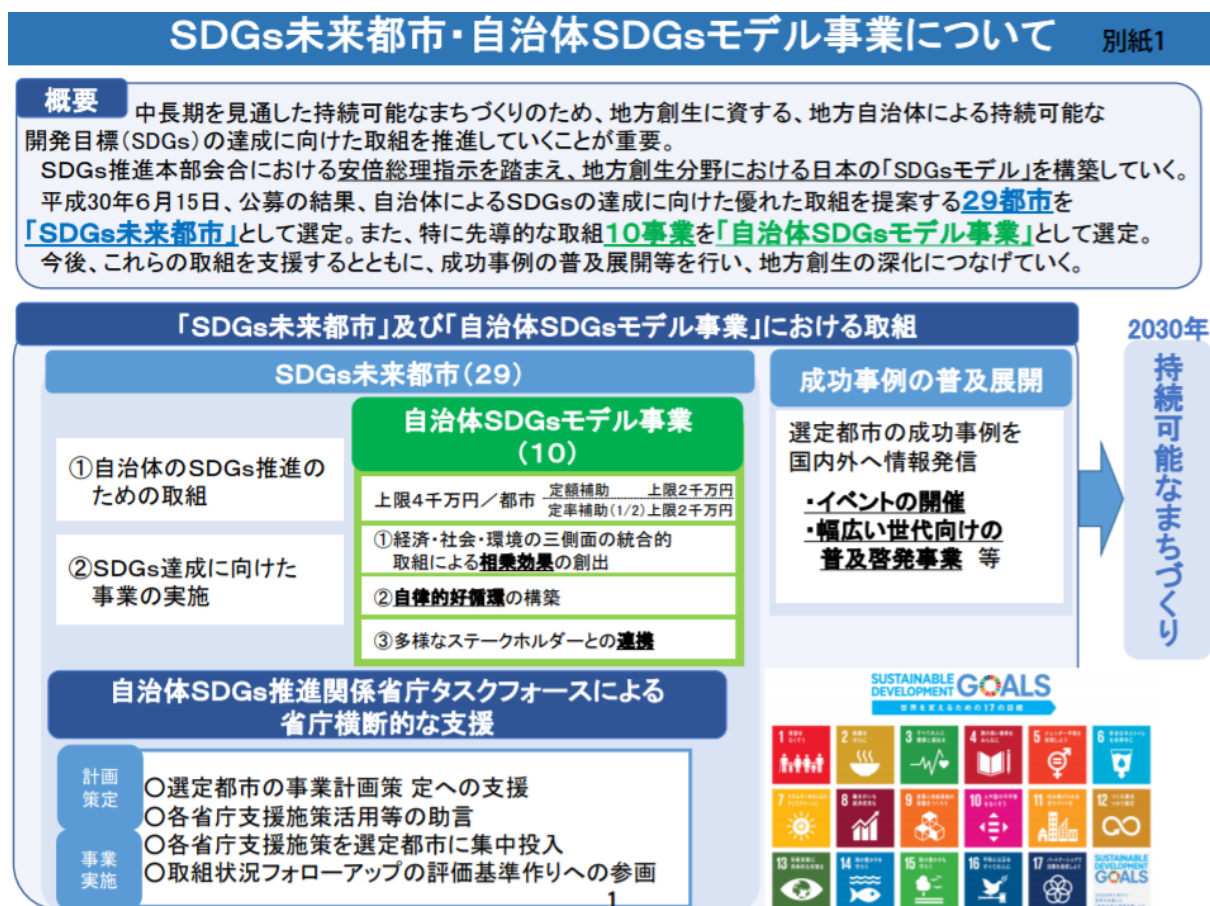 SDGs未来都市・自治体SDGsモデル事業について
別紙1
概要
中長期を見通した持続可能なまちづくりのため、地方創生に資する、地方自治体による持続可能な
開発目標(SDGs)の達成に向けた取組を推進していくことが重要。
SDGs推進本部会合における安倍総理指示を踏まえ、地方創生分野における日本の「SDGsモデル」を構築していく。
平成30年6月15日、公募の結果、自治体によるSDGsの達成に向けた優れた取組を提案する29都市を
「SDGs未来都市」として選定。また、特に先導的な取組10事業を「自治体SDGsモデル事業」として選定。
今後、これらの取組を支援するとともに、成功事例の普及展開等を行い、地方創生の深化につなげていく。
「SDGs未来都市」及び「自治体SDGsモデル事業」における取組
SDGs未来都市(29)
①自治体のSDGs推進の
ための取組
②SDGs達成に向けた
事業の実施
自治体SDGsモデル事業
(10)
上限4千万円/都市
定額補助 上限2千万円
定率補助(1/2)上限2千万円
①経済・社会・環境の三側面の統合的
取組による相乗効果の創出
②自律的好循環の構築
③多様なステークホルダーとの連携
成功事例の普及展開
選定都市の成功事例を
国内外へ情報発信
・イベントの開催
・幅広い世代向けの
普及啓発事業 等
2030年
持続可能なまちづくり
自治体SDGs推進関係省庁タスクフォースによる
省庁横断的な支援
計画
策定
〇選定都市の事業計画策 定への支援
〇各省庁支援施策活用等の助言
事業
実施
〇各省庁支援施策を選定都市に集中投入
〇取組状況フォローアップの評価基準作りへの参画
1
SUSTAINABLE
DEVELOPMENT GOALS
世界を変えるための17の目標
1
2
3
4
5
6
7
8
9
10
11
12
13
14
15
16
17
SUSTAINABLE
DEVELOPMENT
GOALS